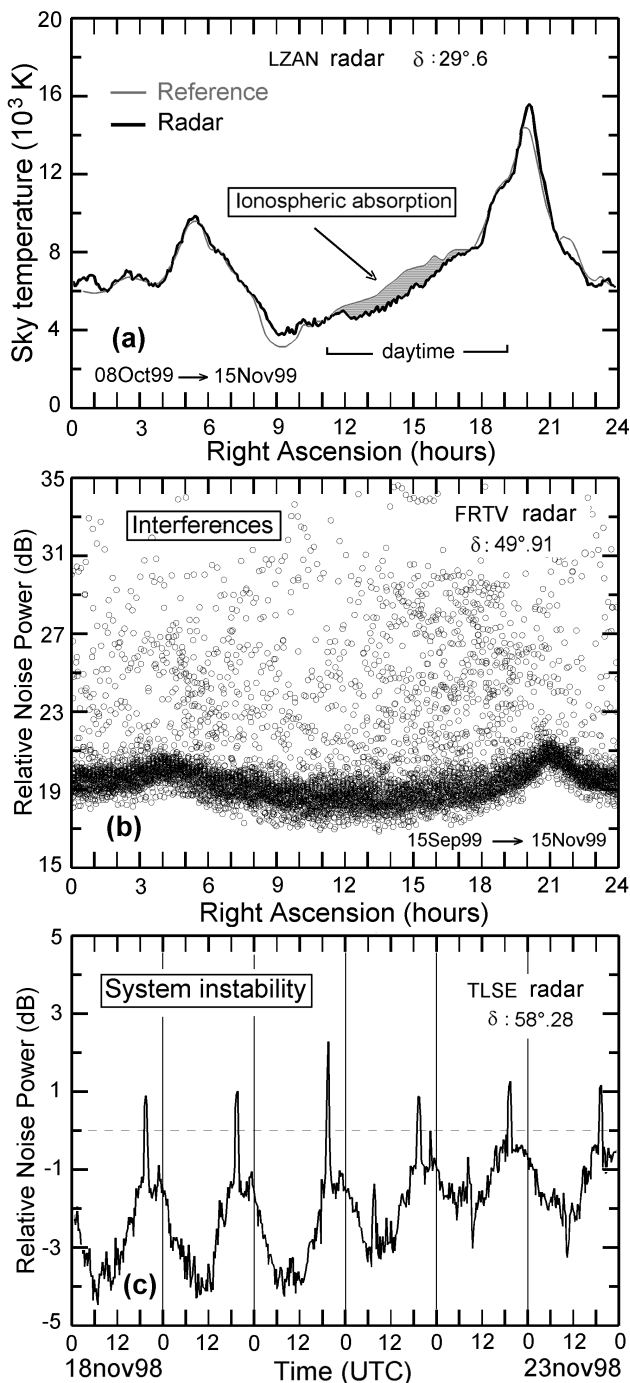 20
16
12
8
4
0
Sky temperature (10³ K)
LZAN radar δ : 29°.6
Reference
Radar
Ionospheric absorption
(a)
daytime
08Oct99 → 15Nov99
0 3 6 9 12 15 18 21 24
Right Ascension (hours)
35
31
27
23
19
15
Relative Noise Power (dB)
Interferences
FRTV radar
δ : 49°.91
(b)
15Sep99 → 15Nov99
0 3 6 9 12 15 18 21 24
Right Ascension (hours)
5
3
1
-1
-3
-5
Relative Noise Power (dB)
System instability
TLSE radar
δ : 58°.28
(c)
0 12 0 12 0 12 0 12 0 12 0 12 0
18nov98 Time (UTC) 23nov98